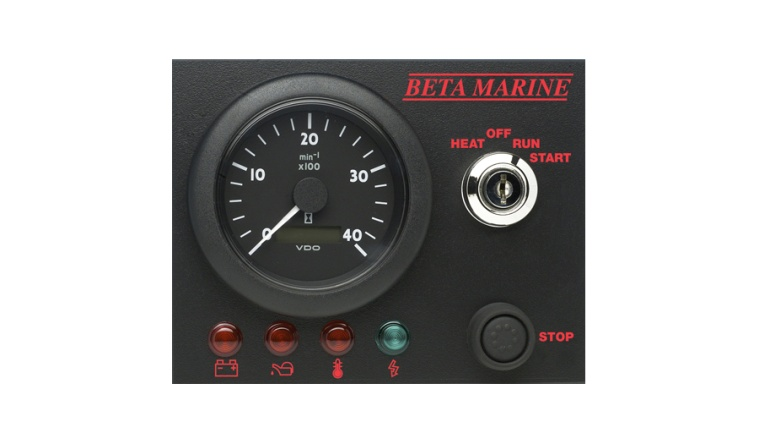 BETA MARINE
20
min⁻¹
x100
10
30
0
40
VDO
OFF
HEAT
RUN
START
STOP